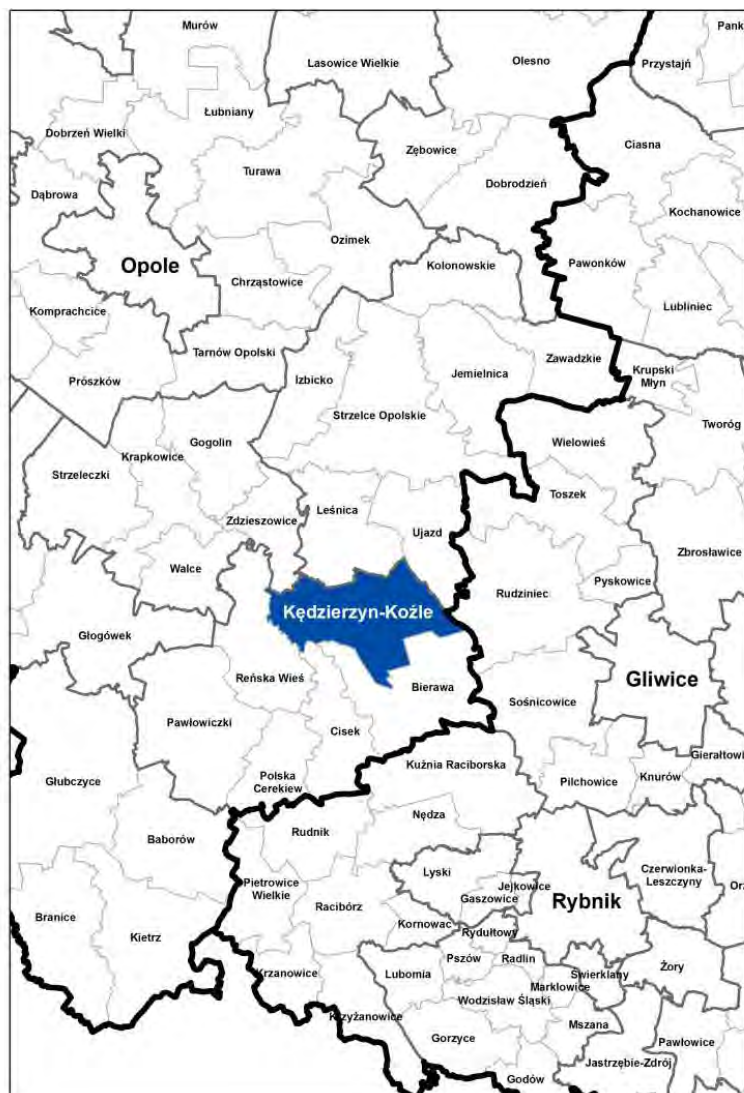 Murów
Pank
Lasowice Wielkie
Olesno
Przystajń
Łubniany
Dobrzeń Wielki
Zębowice
Ciasna
Turawa
Dobrodzień
Dąbrowa
Kochanowice
Ozimek
Opole
Kolonowskie
Pawonków
Chrząstowice
Komprachcice
Lubliniec
Tarnów Opolski
Zawadzkie
Prószków
Izbicko
Jemielnica
Krupski
Młyn
Strzelce Opolskie
Tworóg
Gogolin
Wielowieś
Krapkowice
Strzeleczki
Toszek
Leśnica
Zdzieszowice
Ujazd
Zbrosławice
Walce
Rudziniec
Pyskowice
Kędzierzyn-Koźle
Głogówek
Reńska Wieś
Gliwice
Bierawa
Sośnicowice
Pawłowiczki
Cisek
Gierałtowi
Kuźnia Raciborska
Polska
Cerekiew
Głubczyce
Pilchowice
Knurów
Nędza
Rudnik
Baborów
Lyski
Czerwionka-
Leszczyny
Jejkowice
Pietrowice
Wielkie
Gaszowice
Orz
Racibórz
Rybnik
Branice
Kornowac
Rydułtowy
Kietrz
Pszów
Radlin
Żory
Krzanowice
Lubomia
Świerklany
Marklowice
Wodzisław Śląski
Krzyżanowice
Mszana
Gorzyce
Pawłowice
Jastrzębie-Zdrój
Godów